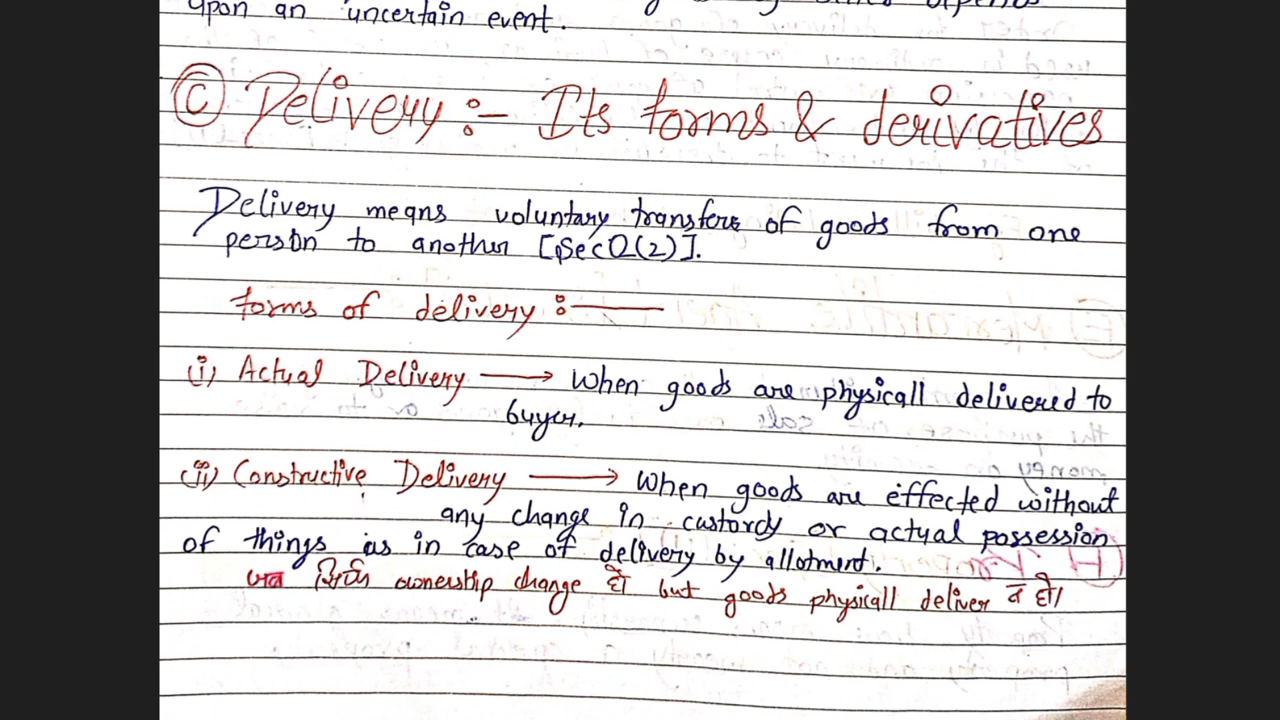 upon an uncertain event.
© Delivery :- Its forms & derivatives
Delivery means voluntary transfers of goods from one
person to another [Sec 2(2)].
forms of delivery :—
(i) Actual Delivery → When goods are physicall delivered to
buyer.
(ii) Constructive Delivery → When goods are effected without
any change in custordy or actual possession
of things as in case of delivery by allotment.
जब सिर्फ ownership change हो but goods physicall deliver न हो।